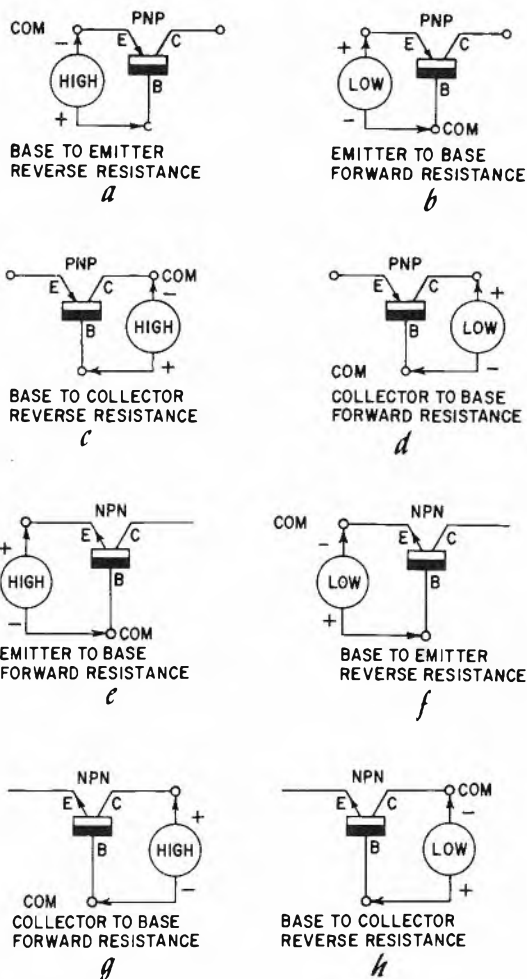 PNP
COM
−
E
C
HIGH
B
+
BASE TO EMITTER
REVERSE RESISTANCE
a
PNP
+
E
C
LOW
B
−
COM
EMITTER TO BASE
FORWARD RESISTANCE
b
PNP
COM
E
C
−
HIGH
B
+
BASE TO COLLECTOR
REVERSE RESISTANCE
c
PNP
E
C
+
LOW
B
−
COM
COLLECTOR TO BASE
FORWARD RESISTANCE
d
NPN
+
E
C
HIGH
B
−
COM
EMITTER TO BASE
FORWARD RESISTANCE
e
NPN
COM
−
E
C
LOW
B
+
BASE TO EMITTER
REVERSE RESISTANCE
f
NPN
E
C
+
HIGH
B
−
COM
COLLECTOR TO BASE
FORWARD RESISTANCE
g
NPN
COM
E
C
−
LOW
B
+
BASE TO COLLECTOR
REVERSE RESISTANCE
h